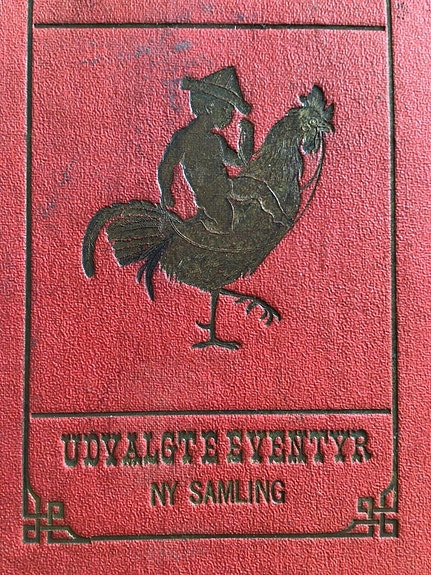 UDVALGTE EVENTYR
NY SAMLING